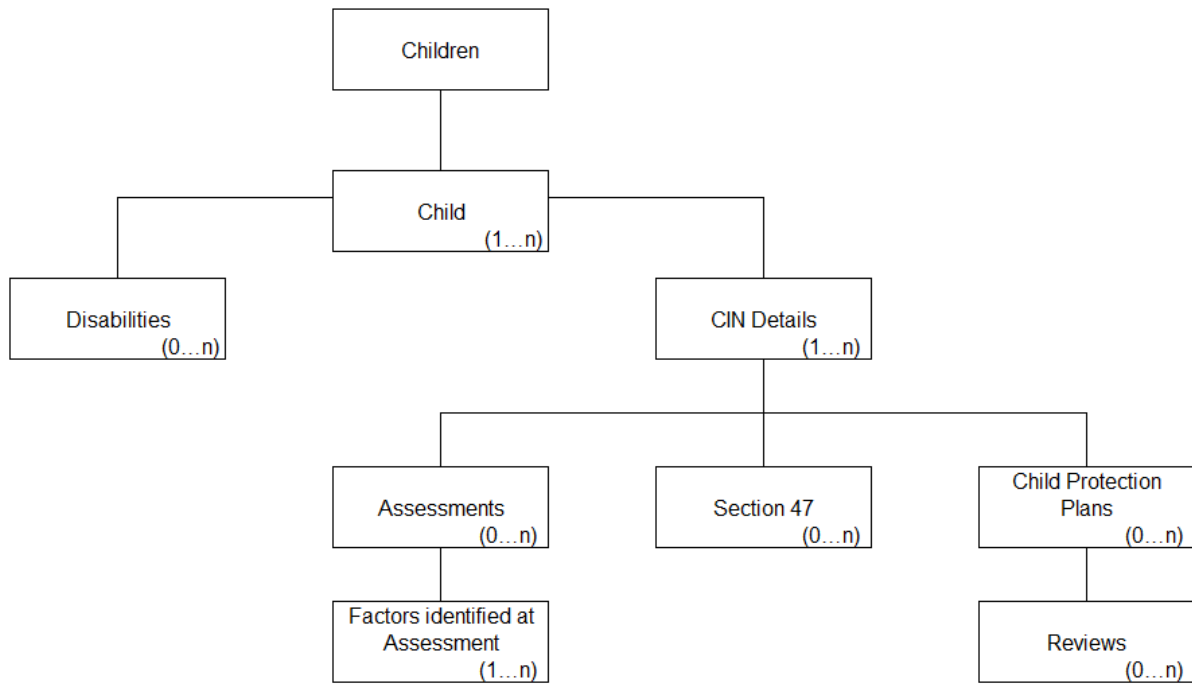 Children
Child
(1...n)
Disabilities
(0...n)
CIN Details
(1...n)
Assessments
(0...n)
Section 47
(0...n)
Child Protection
Plans
(0...n)
Factors identified at
Assessment
(1...n)
Reviews
(0...n)